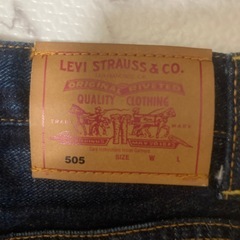 LEVI STRAUSS & CO.
ORIGINAL RIVETED
QUALITY CLOTHING
505 SIZE W L